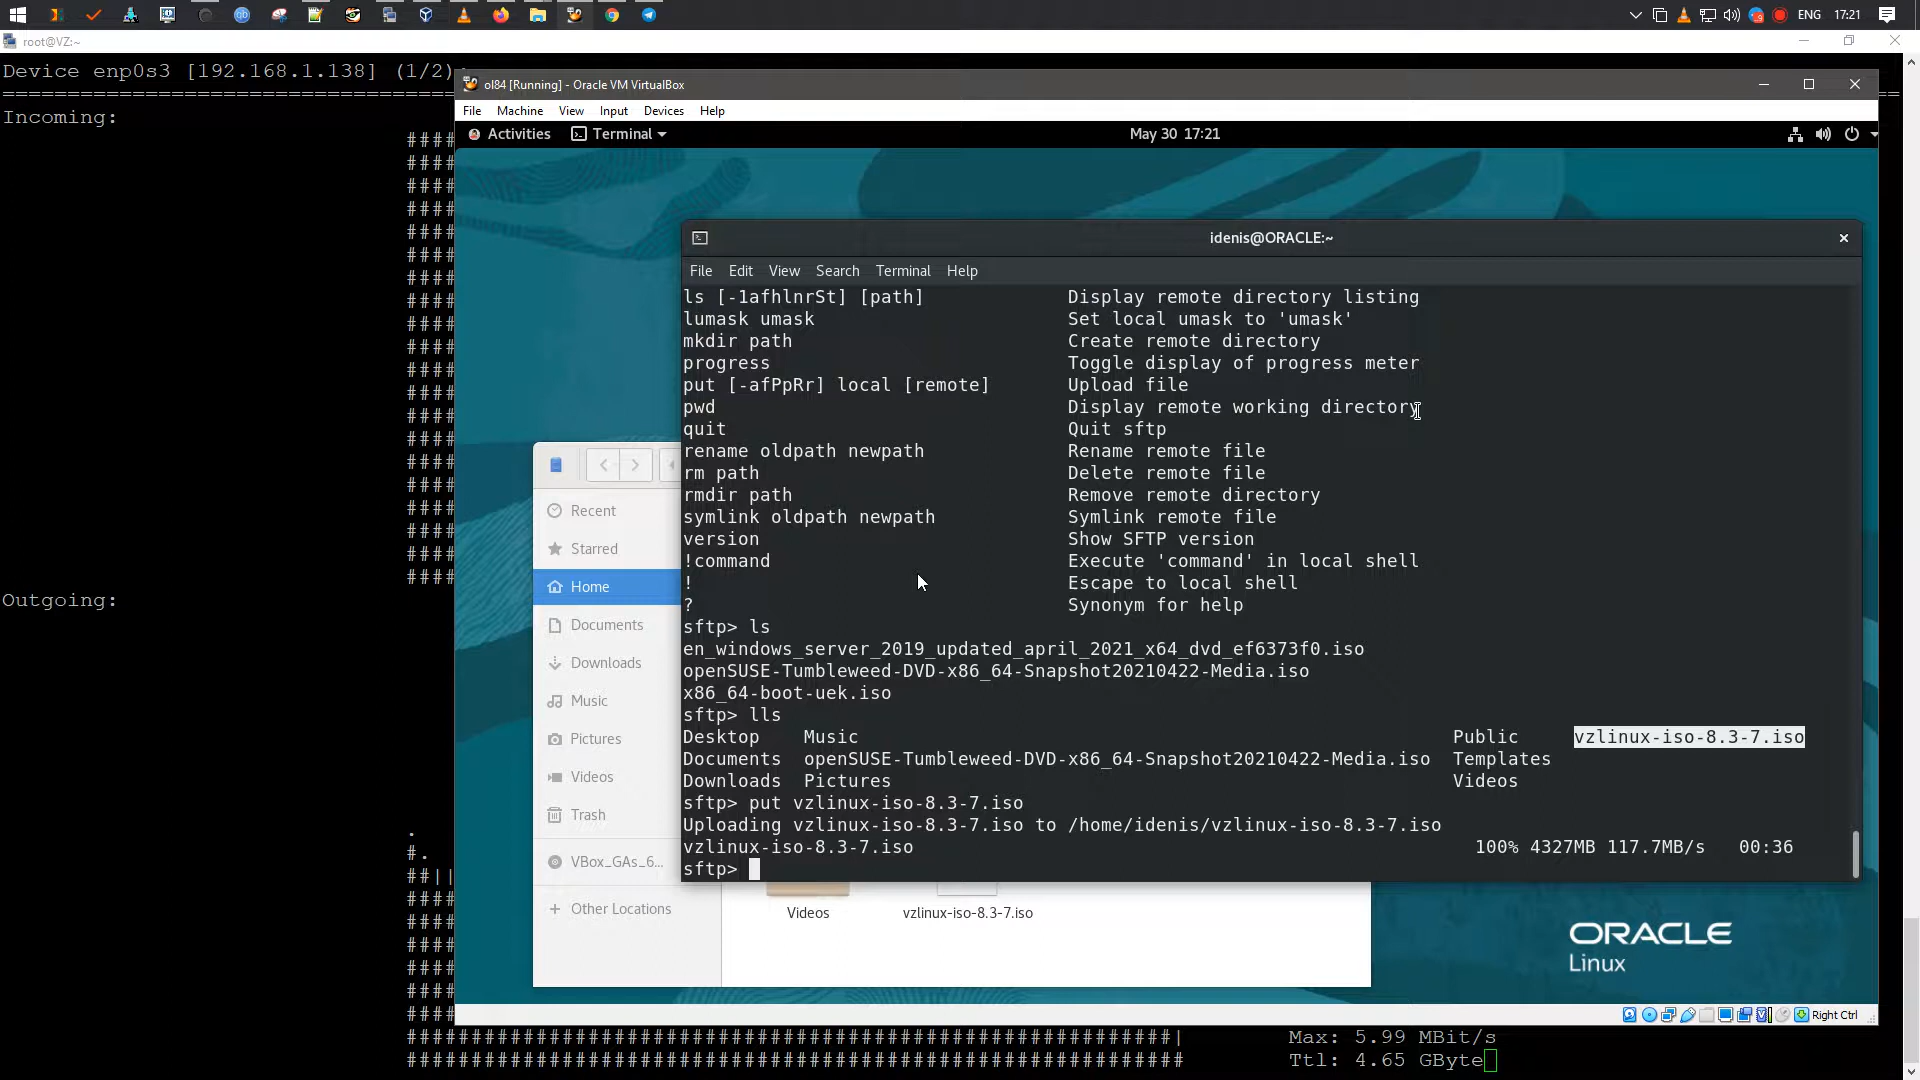 ENG 17:21
root@VZ:~
Device enp0s3 [192.168.1.138] (1/2):
Incoming:
Outgoing:
ol84 [Running] - Oracle VM VirtualBox
File Machine View Input Devices Help
Activities Terminal May 30 17:21
idenis@ORACLE:~
File Edit View Search Terminal Help
ls [-1afhlnrSt] [path] Display remote directory listing
lumask umask Set local umask to 'umask'
mkdir path Create remote directory
progress Toggle display of progress meter
put [-afPpRr] local [remote] Upload file
pwd Display remote working directory
quit Quit sftp
rename oldpath newpath Rename remote file
rm path Delete remote file
rmdir path Remove remote directory
symlink oldpath newpath Symlink remote file
version Show SFTP version
!command Execute 'command' in local shell
! Escape to local shell
? Synonym for help
sftp> ls
en_windows_server_2019_updated_april_2021_x64_dvd_ef6373f0.iso
openSUSE-Tumbleweed-DVD-x86_64-Snapshot20210422-Media.iso
x86_64-boot-uek.iso
sftp> lls
Desktop Music Public vzlinux-iso-8.3-7.iso
Documents openSUSE-Tumbleweed-DVD-x86_64-Snapshot20210422-Media.iso Templates
Downloads Pictures Videos
sftp> put vzlinux-iso-8.3-7.iso
Uploading vzlinux-iso-8.3-7.iso to /home/idenis/vzlinux-iso-8.3-7.iso
vzlinux-iso-8.3-7.iso 100% 4327MB 117.7MB/s 00:36
sftp>
Recent
Starred
Home
Documents
Downloads
Music
Pictures
Videos
Trash
VBox_GAs_6...
Other Locations
Videos vzlinux-iso-8.3-7.iso
ORACLE
Linux
Right Ctrl
Max: 5.99 MBit/s
Ttl: 4.65 GByte